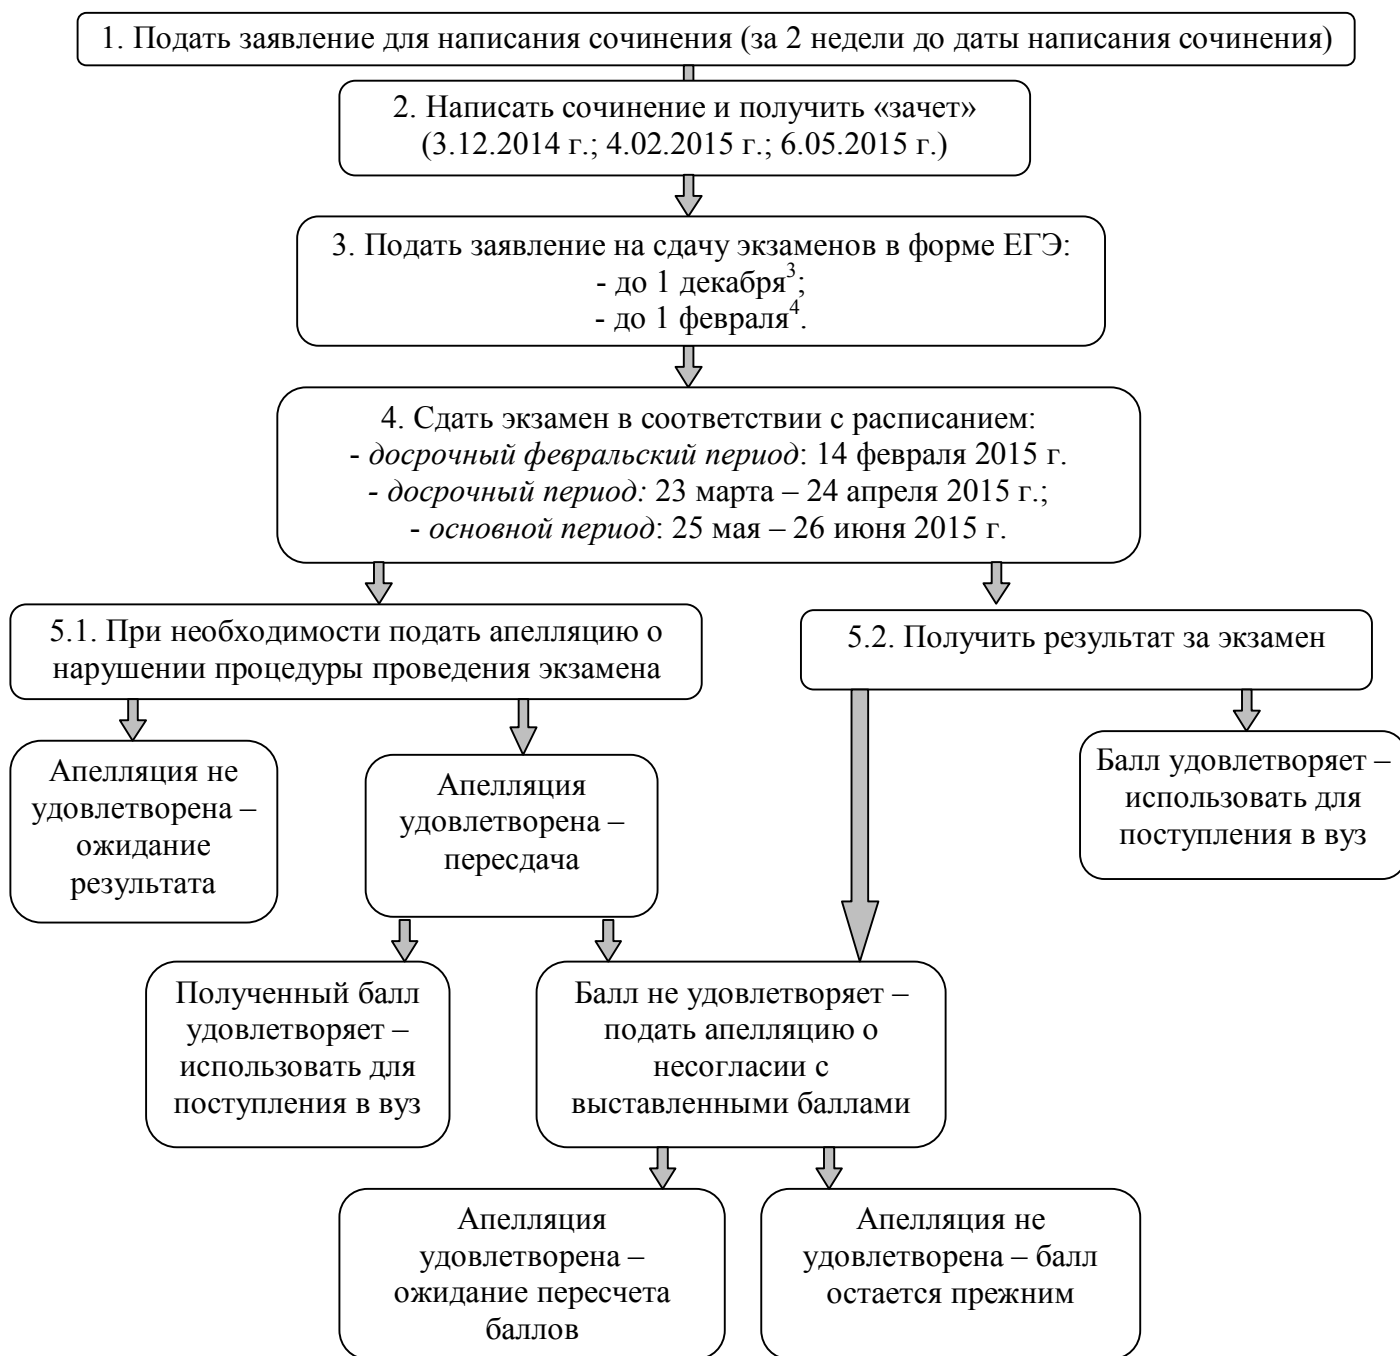 1. Подать заявление для написания сочинения (за 2 недели до даты написания сочинения)
2. Написать сочинение и получить «зачет»
(3.12.2014 г.; 4.02.2015 г.; 6.05.2015 г.)
3. Подать заявление на сдачу экзаменов в форме ЕГЭ:
- до 1 декабря³;
- до 1 февраля⁴.
4. Сдать экзамен в соответствии с расписанием:
- досрочный февральский период: 14 февраля 2015 г.
- досрочный период: 23 марта – 24 апреля 2015 г.;
- основной период: 25 мая – 26 июня 2015 г.
5.1. При необходимости подать апелляцию о
нарушении процедуры проведения экзамена
5.2. Получить результат за экзамен
Апелляция не
удовлетворена –
ожидание
результата
Апелляция
удовлетворена –
пересдача
Балл удовлетворяет –
использовать для
поступления в вуз
Полученный балл
удовлетворяет –
использовать для
поступления в вуз
Балл не удовлетворяет –
подать апелляцию о
несогласии с
выставленными баллами
Апелляция
удовлетворена –
ожидание пересчета
баллов
Апелляция не
удовлетворена – балл
остается прежним